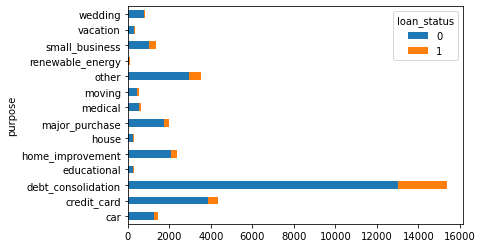 wedding
vacation
small_business
renewable_energy
other
moving
medical
major_purchase
house
home_improvement
educational
debt_consolidation
credit_card
car
purpose
loan_status
0
1
0 2000 4000 6000 8000 10000 12000 14000 16000